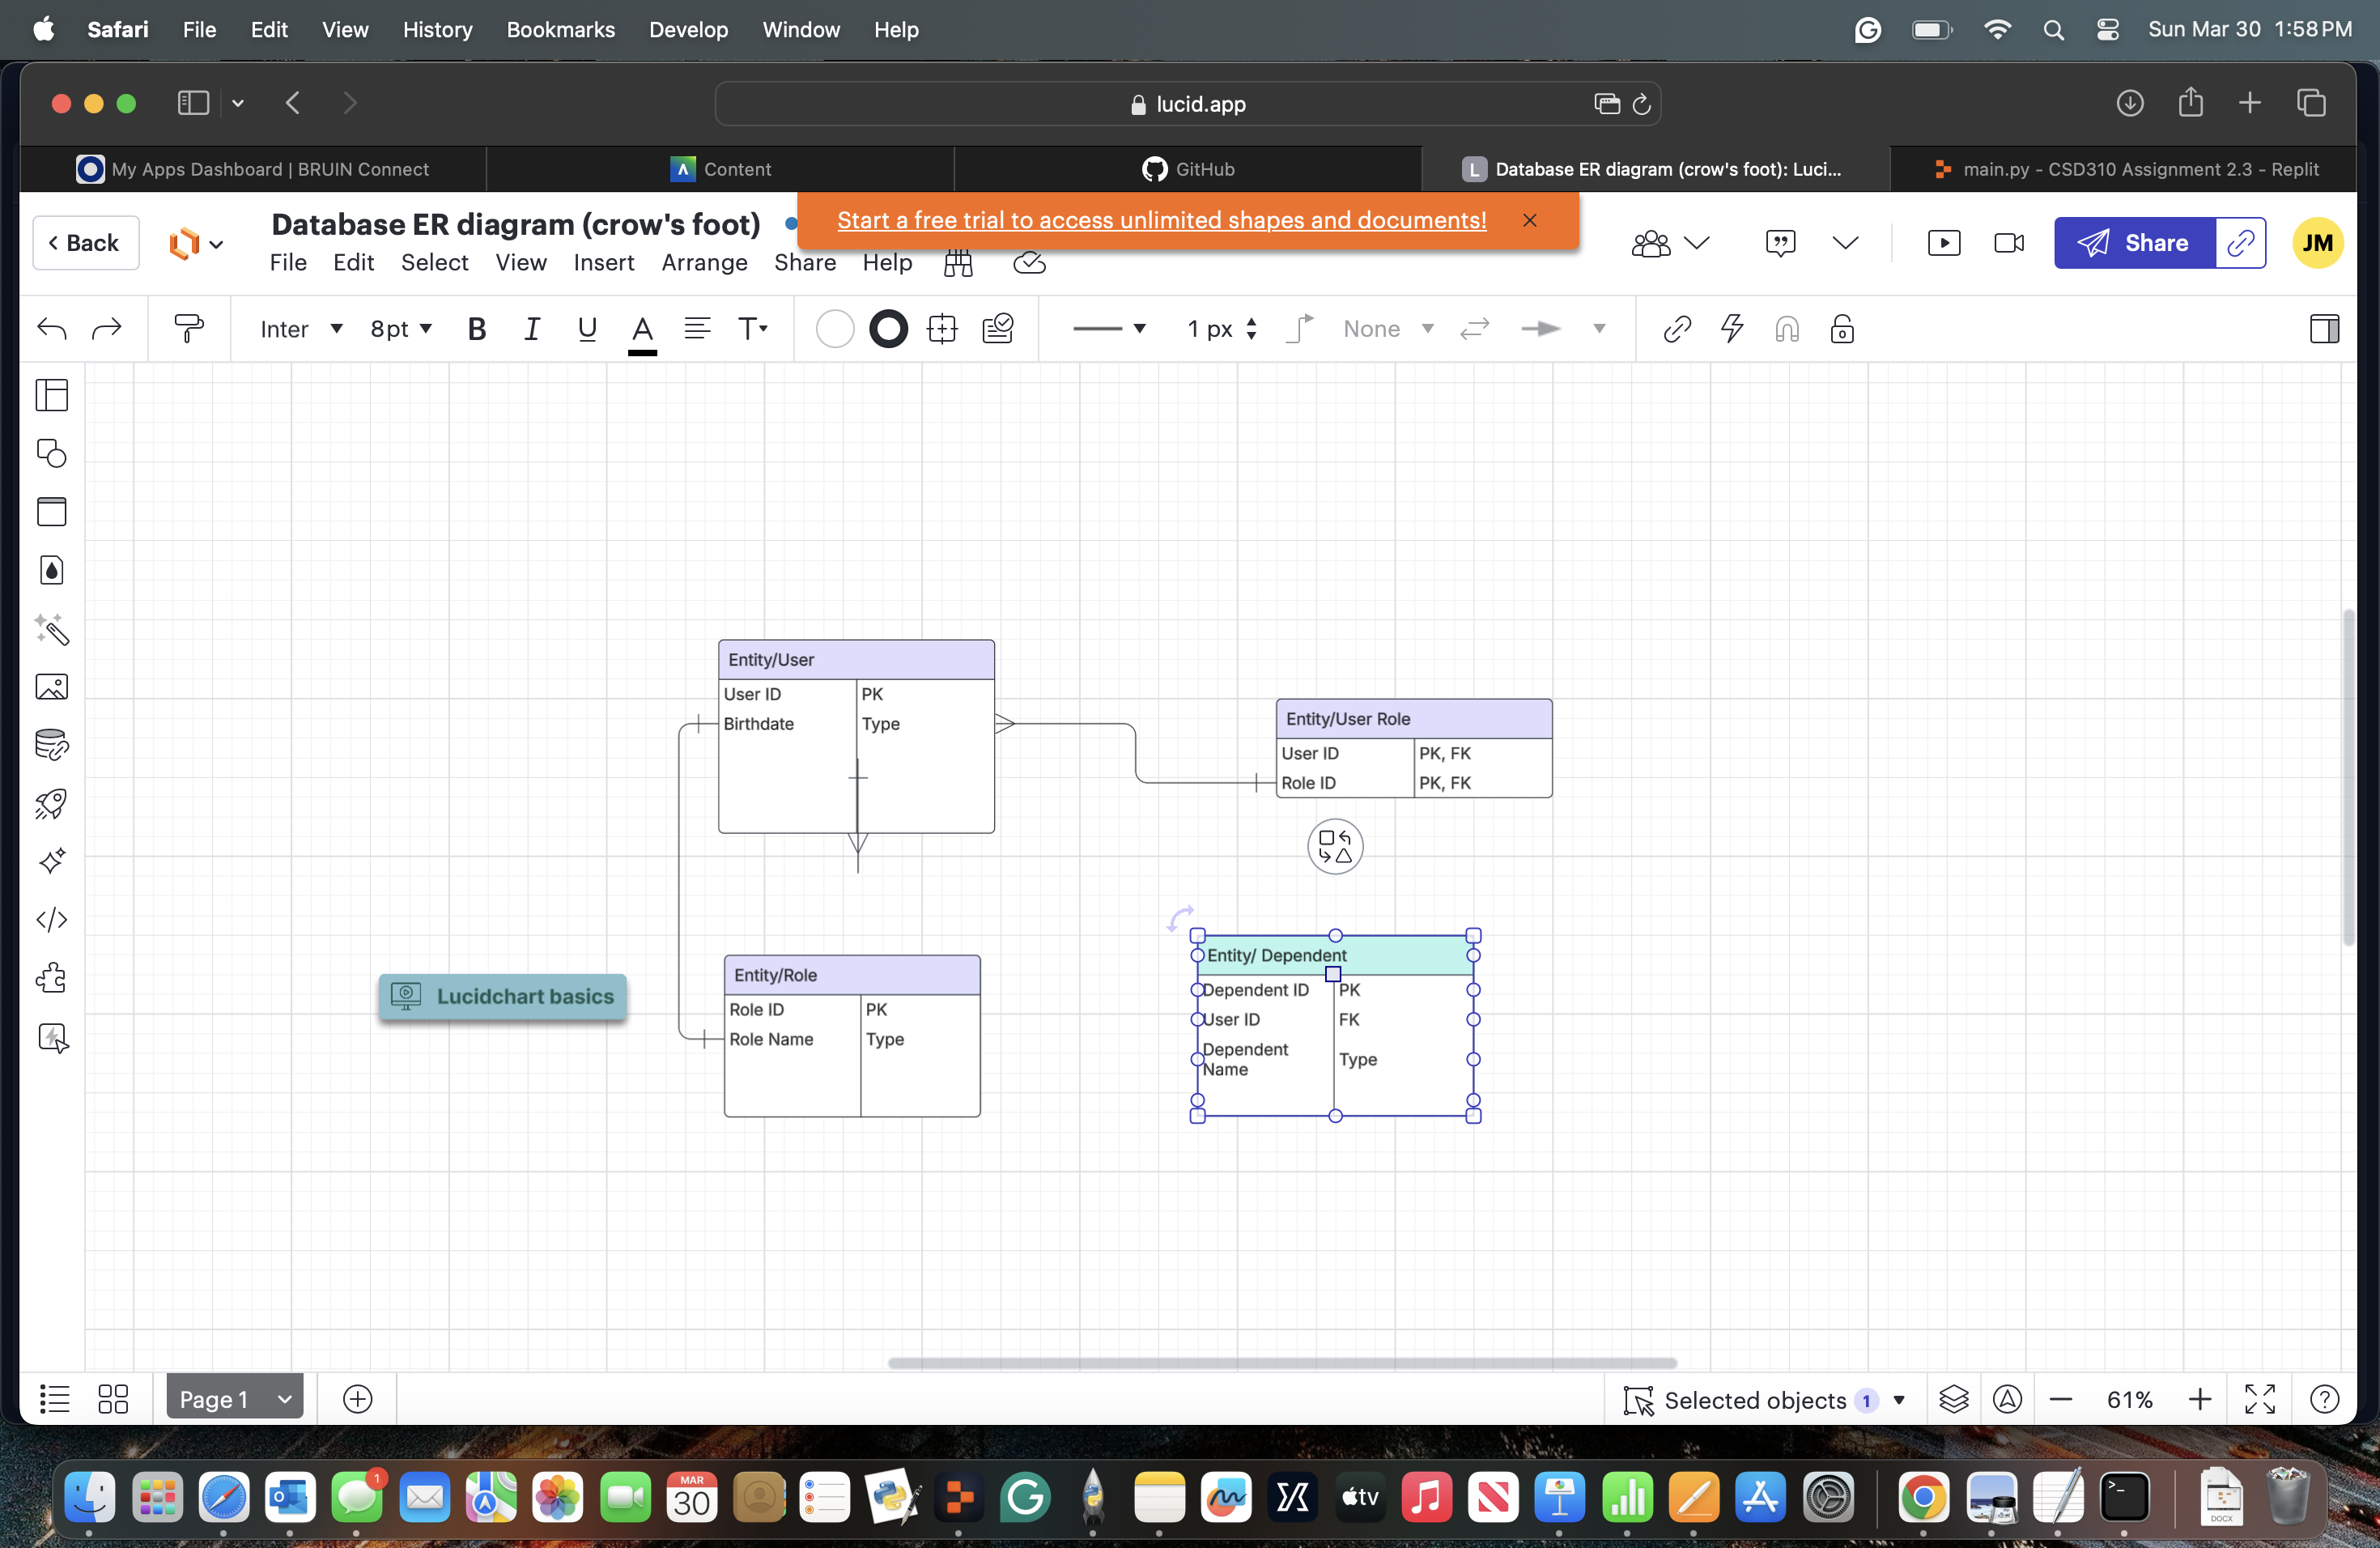 Safari File Edit View History Bookmarks Develop Window Help Sun Mar 30 1:58 PM
lucid.app
My Apps Dashboard | BRUIN Connect Content GitHub Database ER diagram (crow's foot): Luci... main.py - CSD310 Assignment 2.3 - Replit
Back Database ER diagram (crow's foot) Start a free trial to access unlimited shapes and documents! Share JM
File Edit Select View Insert Arrange Share Help
Inter 8pt B I U A T 1 px None
Entity/User
User ID PK
Birthdate Type
Entity/User Role
User ID PK, FK
Role ID PK, FK
Entity/Role
Role ID PK
Role Name Type
Lucidchart basics
Entity/ Dependent
Dependent ID PK
User ID FK
Dependent
Name Type
Page 1 Selected objects 1 61%
1
MAR
30
tv
DOCX